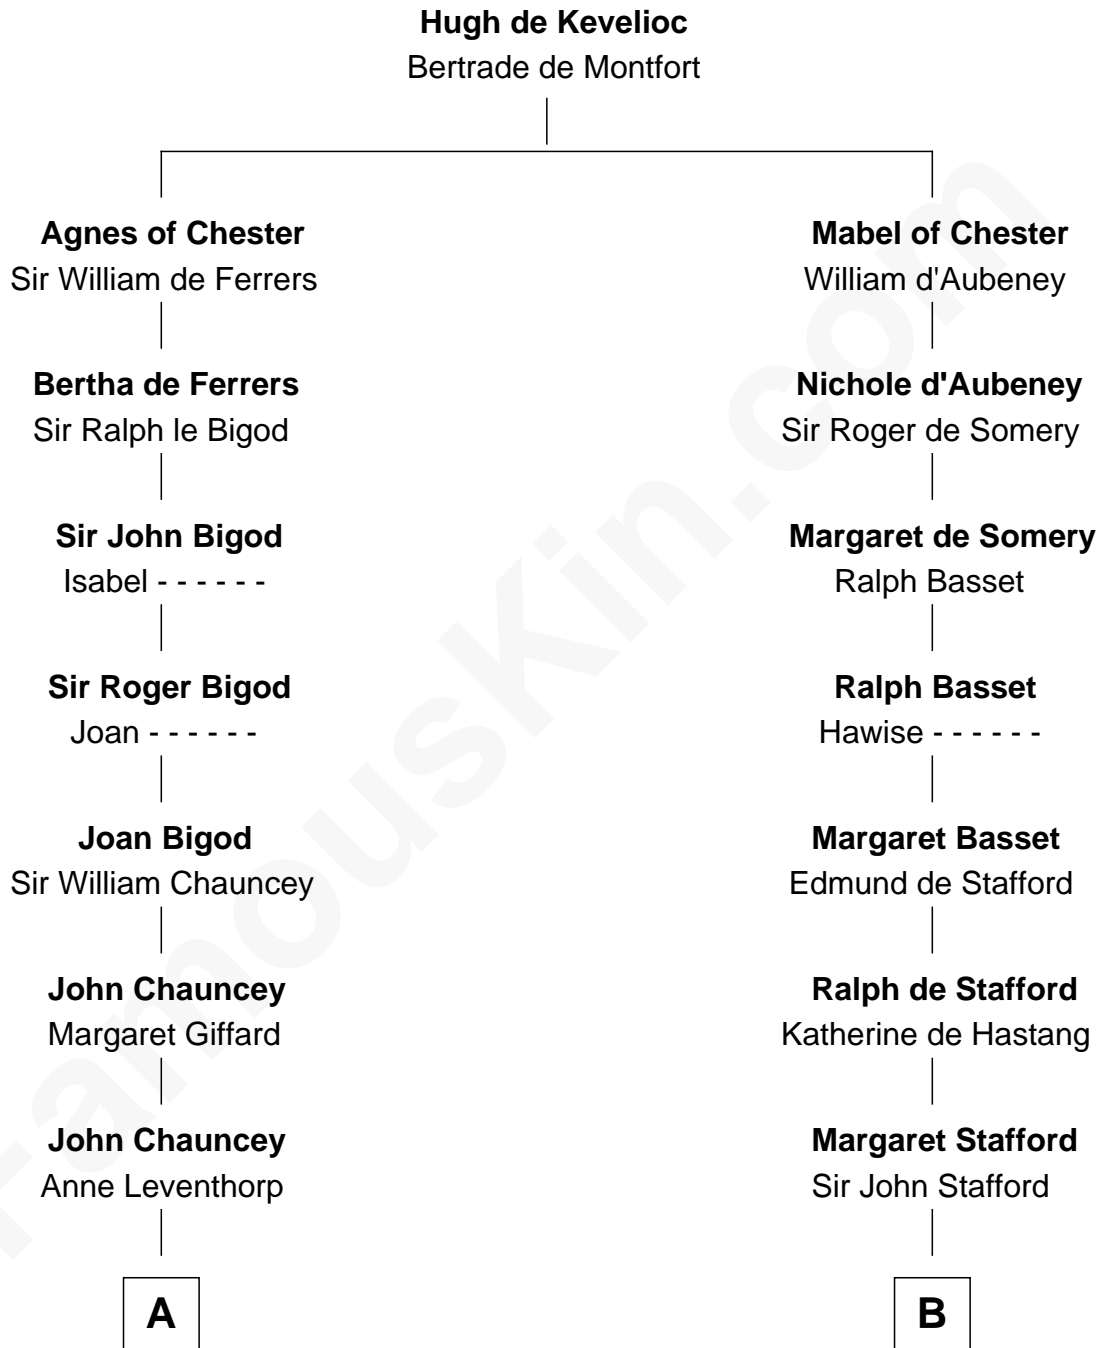 Hugh de Kevelioc
Bertrade de Montfort
Agnes of Chester
Sir William de Ferrers
Mabel of Chester
William d'Aubeney
Bertha de Ferrers
Sir Ralph le Bigod
Nichole d'Aubeney
Sir Roger de Somery
Sir John Bigod
Isabel - - - - - -
Margaret de Somery
Ralph Basset
Sir Roger Bigod
Joan - - - - - -
Ralph Basset
Hawise - - - - - -
Joan Bigod
Sir William Chauncey
Margaret Basset
Edmund de Stafford
John Chauncey
Margaret Giffard
Ralph de Stafford
Katherine de Hastang
John Chauncey
Anne Leventhorp
Margaret Stafford
Sir John Stafford
A
B
FamousKin.com